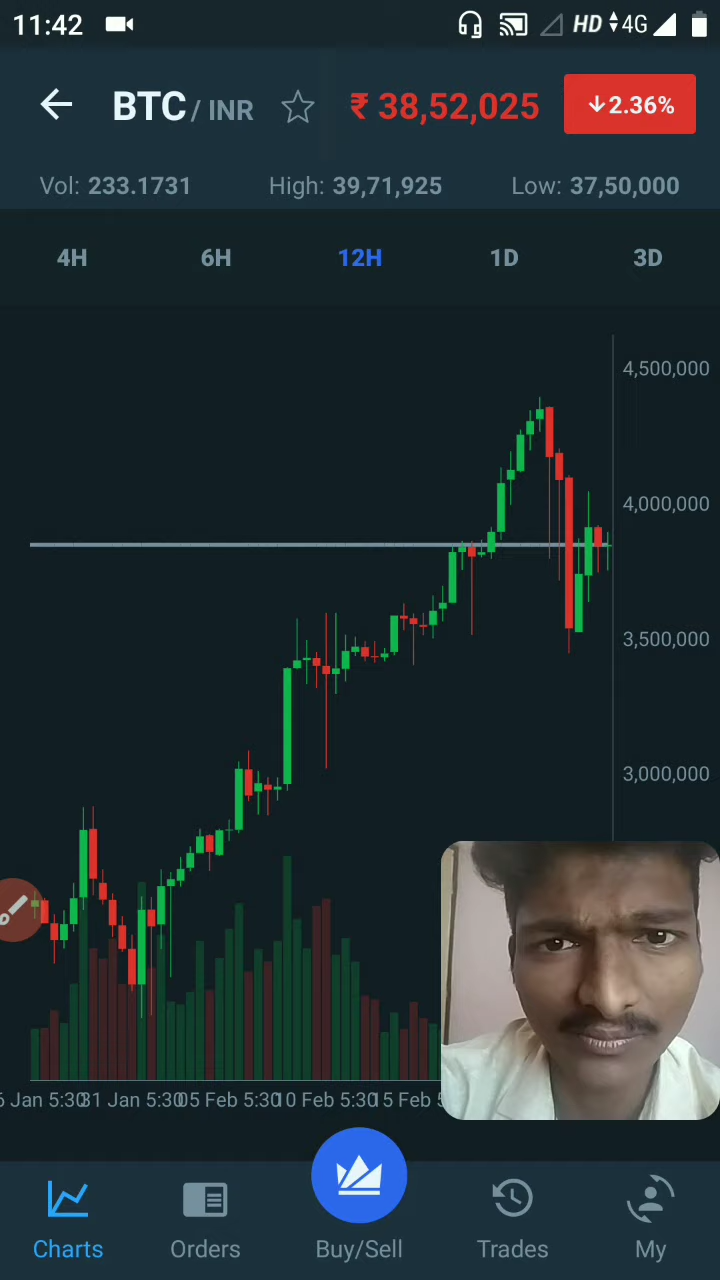 11:42 HD 4G
BTC / INR ₹ 38,52,025 ↓2.36%
Vol: 233.1731 High: 39,71,925 Low: 37,50,000
4H 6H 12H 1D 3D
4,500,000
4,000,000
3,500,000
3,000,000
6 Jan 5:30 31 Jan 5:30 05 Feb 5:30 10 Feb 5:30 15 Feb 5
Charts Orders Buy/Sell Trades My